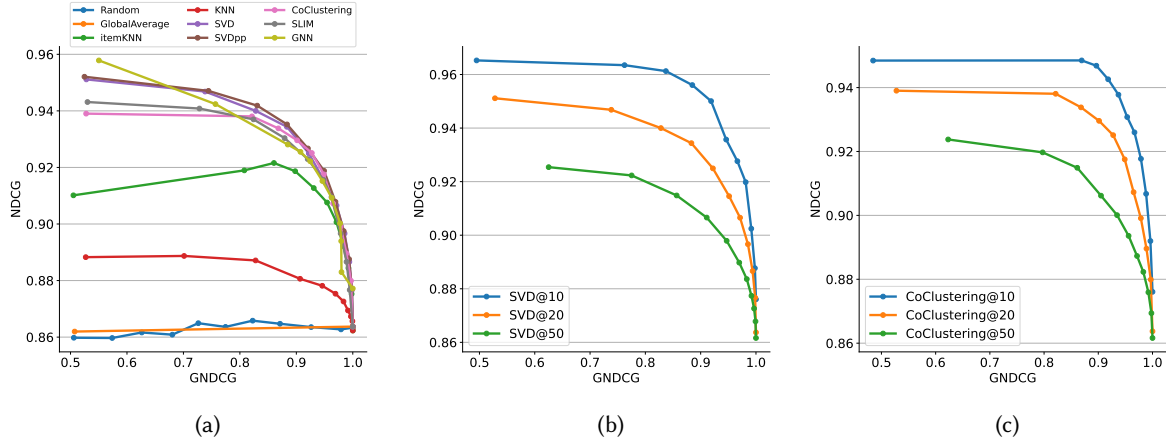 Random
GlobalAverage
itemKNN
KNN
SVD
SVDpp
CoClustering
SLIM
GNN
0.96
0.94
0.92
0.90
0.88
0.86
NDCG
0.5 0.6 0.7 0.8 0.9 1.0
GNDCG
(a)
0.96
0.94
0.92
0.90
0.88
0.86
NDCG
SVD@10
SVD@20
SVD@50
0.5 0.6 0.7 0.8 0.9 1.0
GNDCG
(b)
0.94
0.92
0.90
0.88
0.86
NDCG
CoClustering@10
CoClustering@20
CoClustering@50
0.5 0.6 0.7 0.8 0.9 1.0
GNDCG
(c)